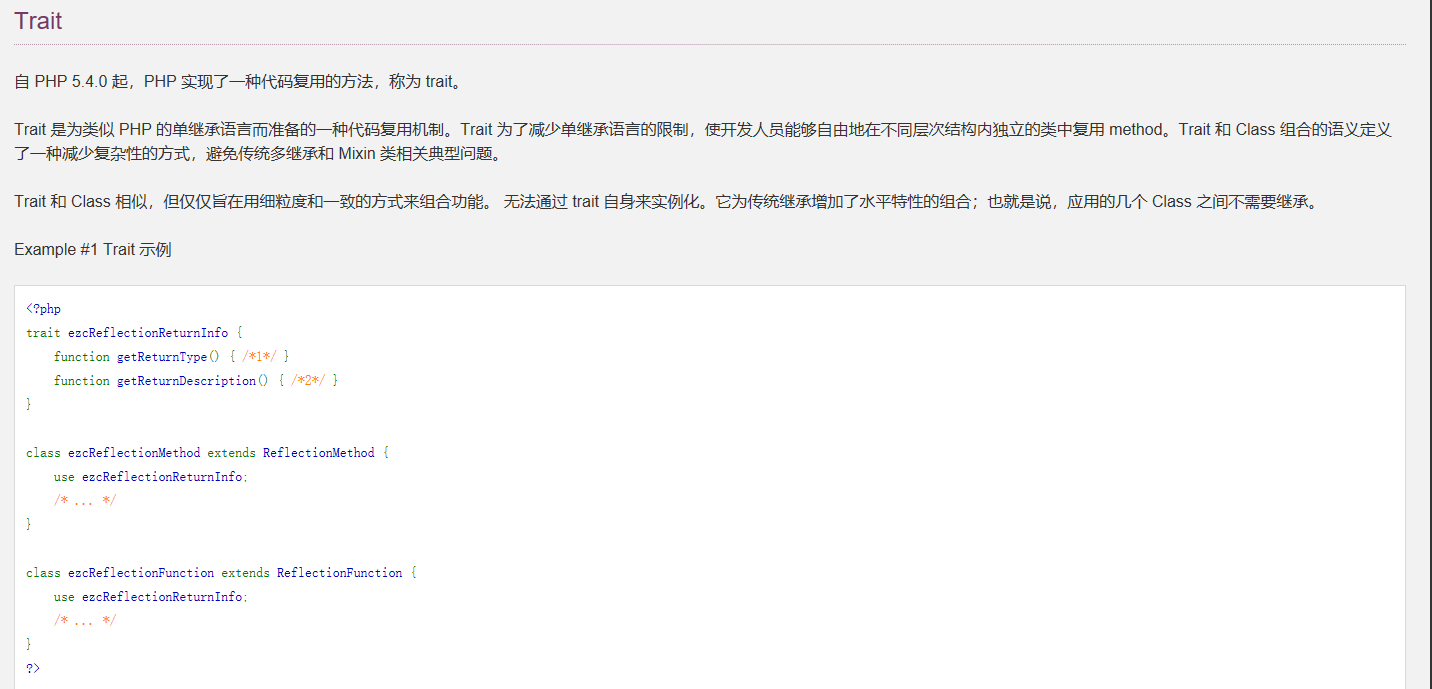 Trait
自 PHP 5.4.0 起，PHP 实现了一种代码复用的方法，称为 trait。
Trait 是为类似 PHP 的单继承语言而准备的一种代码复用机制。Trait 为了减少单继承语言的限制，使开发人员能够自由地在不同层次结构内独立的类中复用 method。Trait 和 Class 组合的语义定义
了一种减少复杂性的方式，避免传统多继承和 Mixin 类相关典型问题。
Trait 和 Class 相似，但仅仅旨在用细粒度和一致的方式来组合功能。 无法通过 trait 自身来实例化。它为传统继承增加了水平特性的组合；也就是说，应用的几个 Class 之间不需要继承。
Example #1 Trait 示例
<?php
trait ezcReflectionReturnInfo {
    function getReturnType() { /*1*/ }
    function getReturnDescription() { /*2*/ }
}
class ezcReflectionMethod extends ReflectionMethod {
    use ezcReflectionReturnInfo;
    /* ... */
}
class ezcReflectionFunction extends ReflectionFunction {
    use ezcReflectionReturnInfo;
    /* ... */
}
?>